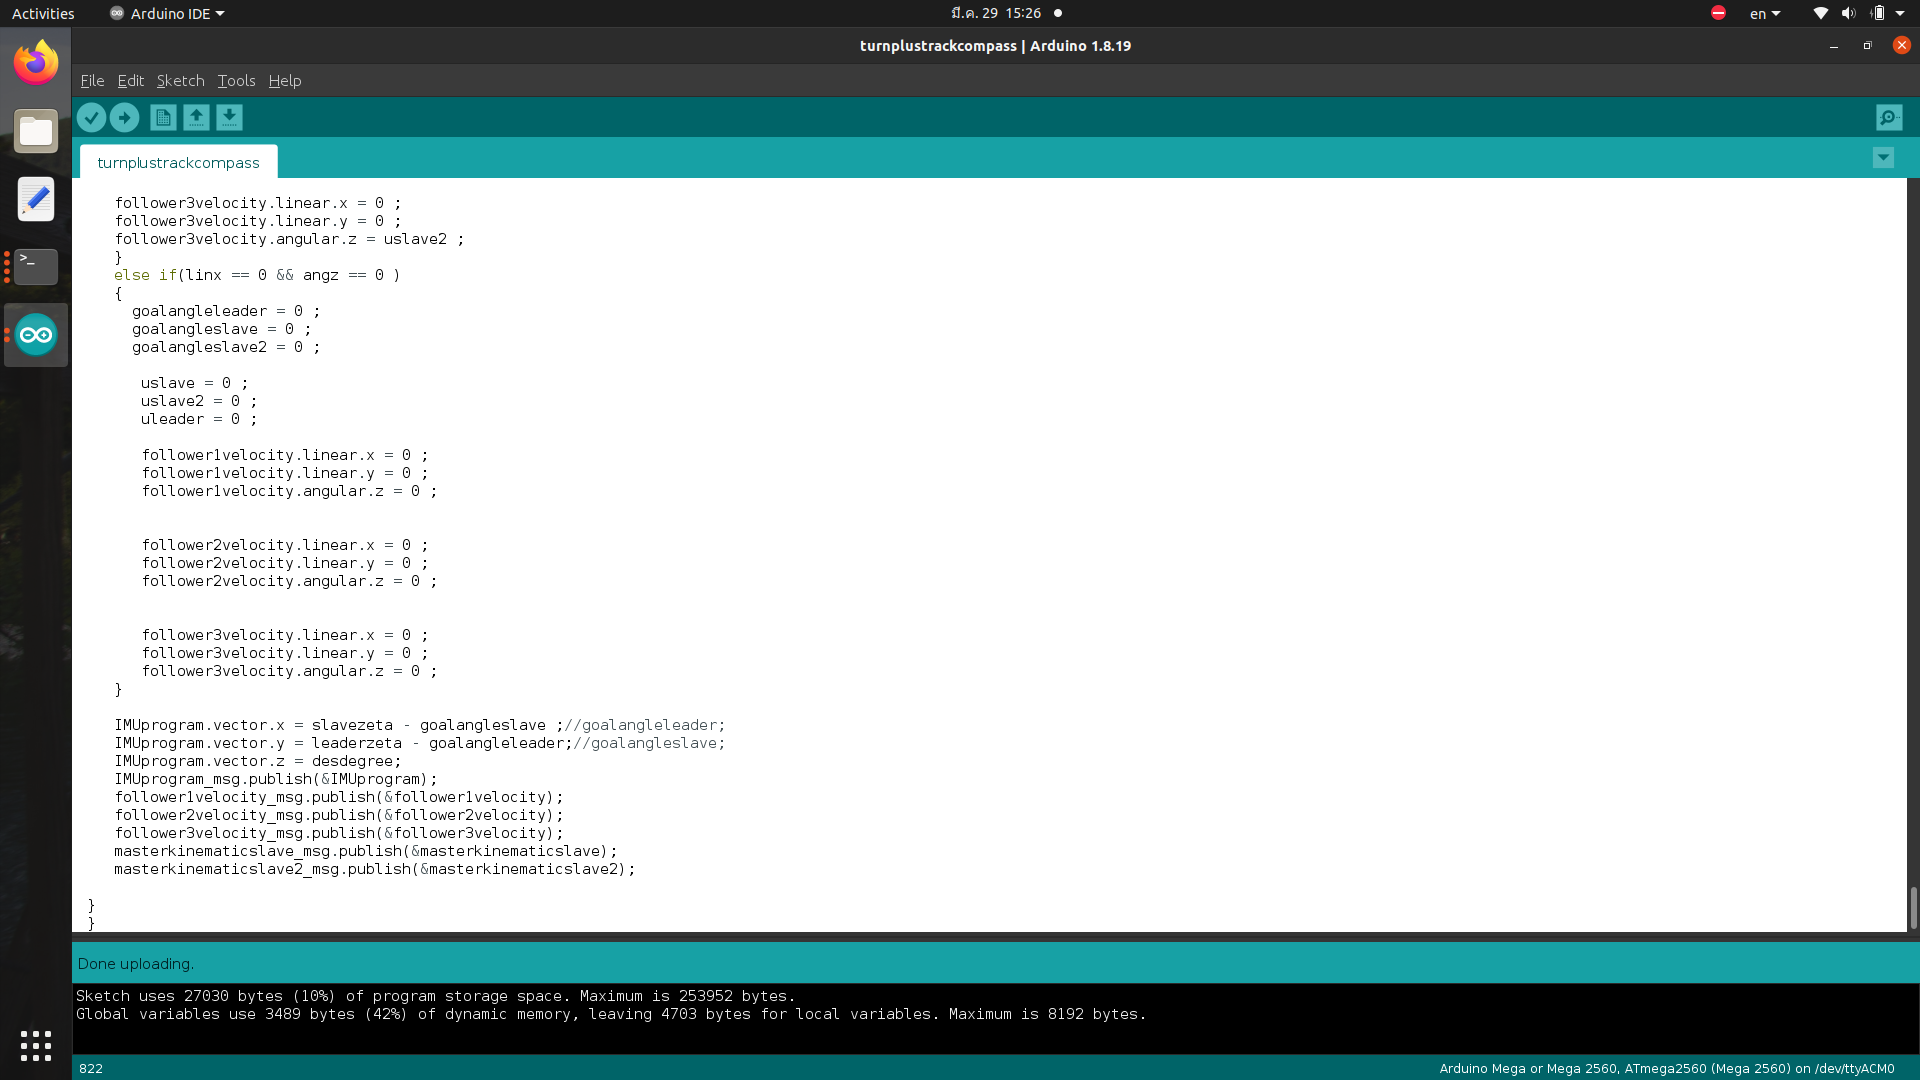 Activities
Arduino IDE
มี.ค. 29 15:26
en
turnplustrackcompass | Arduino 1.8.19
File Edit Sketch Tools Help
turnplustrackcompass
follower3velocity.linear.x = 0 ;
follower3velocity.linear.y = 0 ;
follower3velocity.angular.z = uslave2 ;
}
else if(linx == 0 && angz == 0 )
{
goalangleleader = 0 ;
goalangleslave = 0 ;
goalangleslave2 = 0 ;
uslave = 0 ;
uslave2 = 0 ;
uleader = 0 ;
follower1velocity.linear.x = 0 ;
follower1velocity.linear.y = 0 ;
follower1velocity.angular.z = 0 ;
follower2velocity.linear.x = 0 ;
follower2velocity.linear.y = 0 ;
follower2velocity.angular.z = 0 ;
follower3velocity.linear.x = 0 ;
follower3velocity.linear.y = 0 ;
follower3velocity.angular.z = 0 ;
}
IMUprogram.vector.x = slavezeta - goalangleslave ;//goalangleleader;
IMUprogram.vector.y = leaderzeta - goalangleleader;//goalangleslave;
IMUprogram.vector.z = desdegree;
IMUprogram_msg.publish(&IMUprogram);
follower1velocity_msg.publish(&follower1velocity);
follower2velocity_msg.publish(&follower2velocity);
follower3velocity_msg.publish(&follower3velocity);
masterkinematicslave_msg.publish(&masterkinematicslave);
masterkinematicslave2_msg.publish(&masterkinematicslave2);
}
}
Done uploading.
Sketch uses 27030 bytes (10%) of program storage space. Maximum is 253952 bytes.
Global variables use 3489 bytes (42%) of dynamic memory, leaving 4703 bytes for local variables. Maximum is 8192 bytes.
822
Arduino Mega or Mega 2560, ATmega2560 (Mega 2560) on /dev/ttyACM0